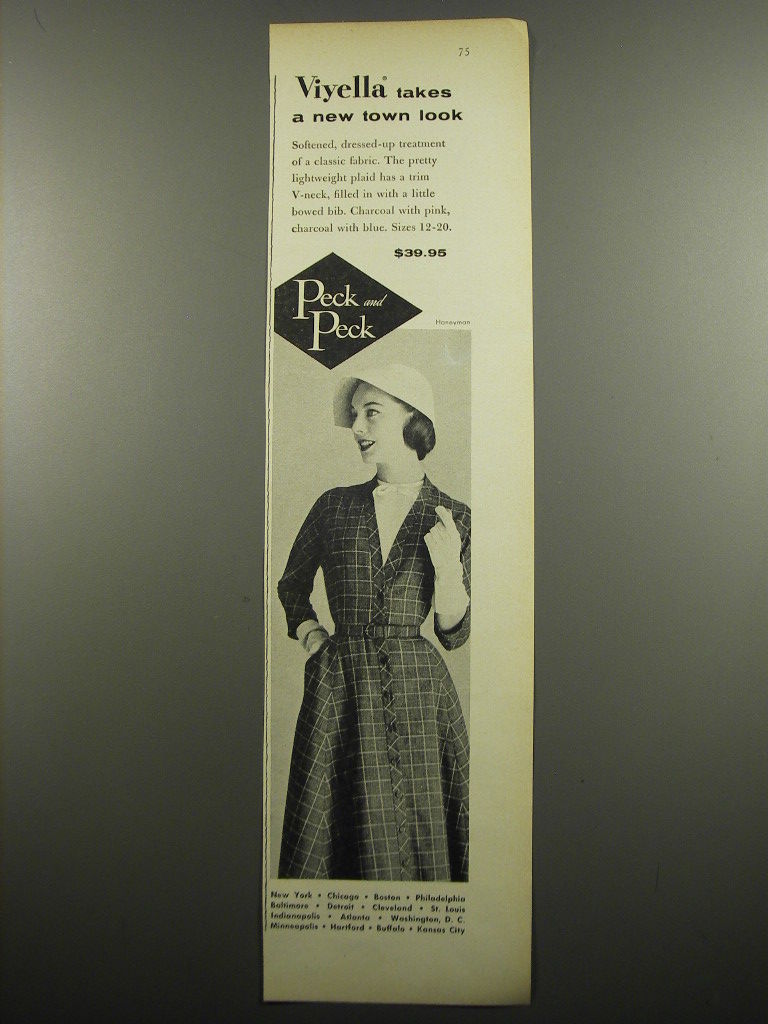 75
Viyella® takes
a new town look
Softened, dressed-up treatment
of a classic fabric. The pretty
lightweight plaid has a trim
V-neck, filled in with a little
bowed bib. Charcoal with pink,
charcoal with blue. Sizes 12-20.
$39.95
Peck and
Peck
Honeyman
New York • Chicago • Boston • Philadelphia
Baltimore • Detroit • Cleveland • St. Louis
Indianapolis • Atlanta • Washington, D. C.
Minneapolis • Hartford • Buffalo • Kansas City